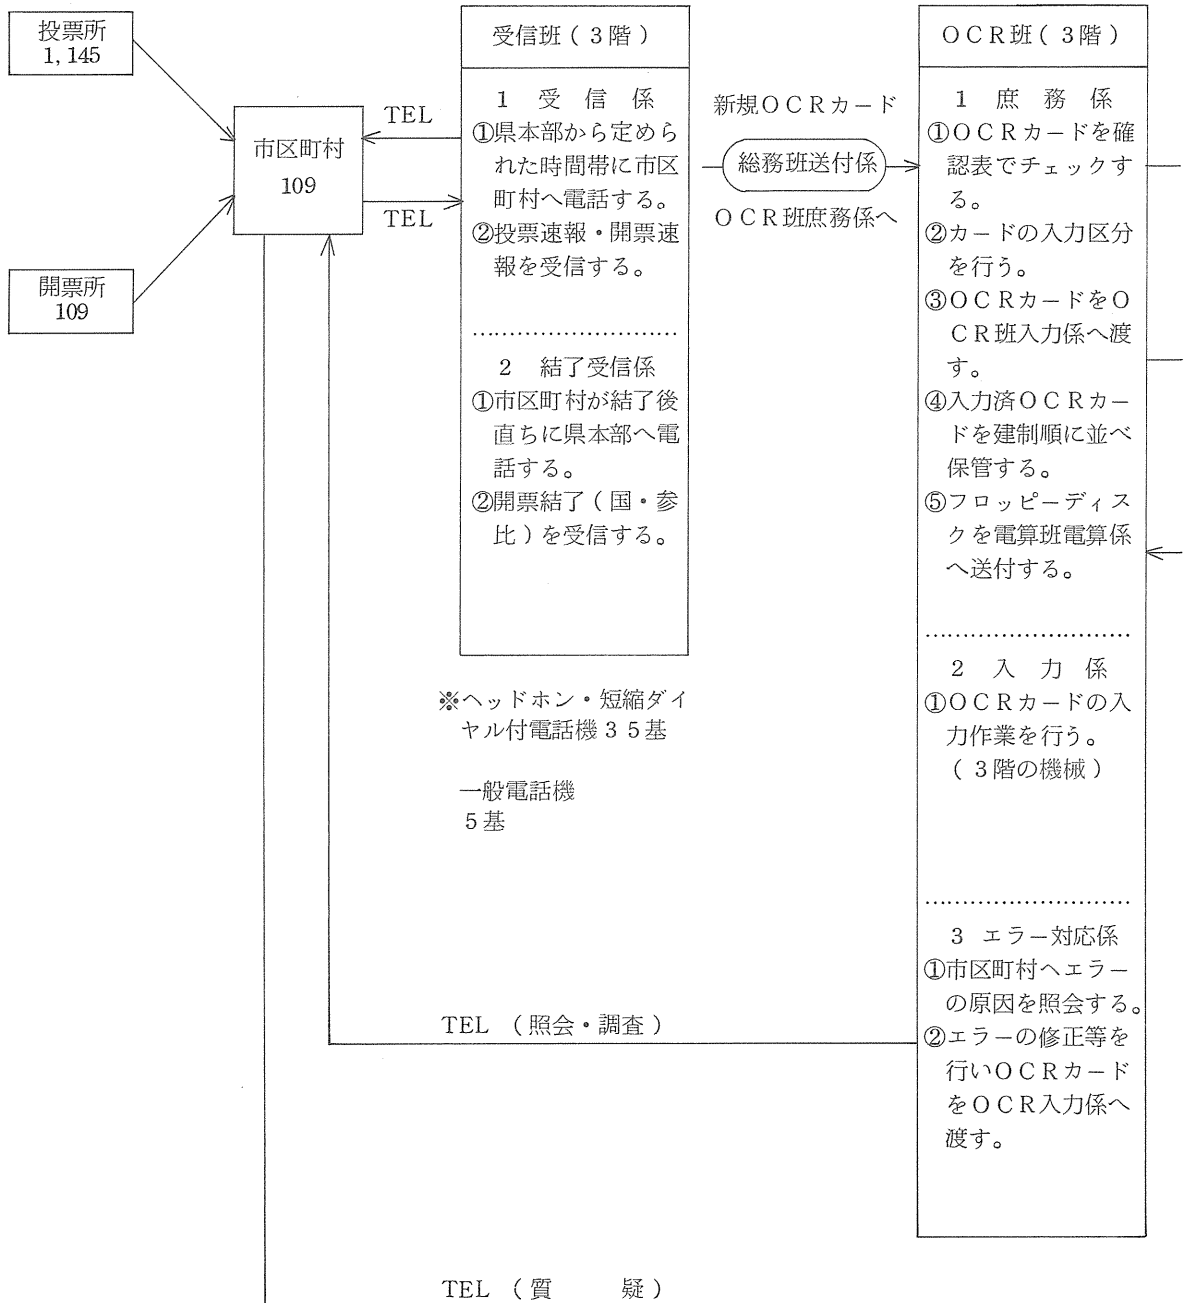 投票所
1,145
市区町村
109
開票所
109
TEL
TEL
受信班(3階)
1 受信係
①県本部から定めら
れた時間帯に市区
町村へ電話する。
②投票速報・開票速
報を受信する。
2 結了受信係
①市区町村が結了後
直ちに県本部へ電
話する。
②開票結了(国・参
比)を受信する。
※ヘッドホン・短縮ダイ
ヤル付電話機35基
一般電話機
5基
新規OCRカード
総務班送付係
OCR班庶務係へ
OCR班(3階)
1 庶務係
①OCRカードを確
認表でチェックす
る。
②カードの入力区分
を行う。
③OCRカードをO
CR班入力係へ渡
す。
④入力済OCRカー
ドを建制順に並べ
保管する。
⑤フロッピーディス
クを電算班電算係
へ送付する。
2 入力係
①OCRカードの入
力作業を行う。
(3階の機械)
3 エラー対応係
①市区町村へエラー
の原因を照会する。
②エラーの修正等を
行いOCRカード
をOCR入力係へ
渡す。
TEL (照会・調査)
TEL (質 疑)